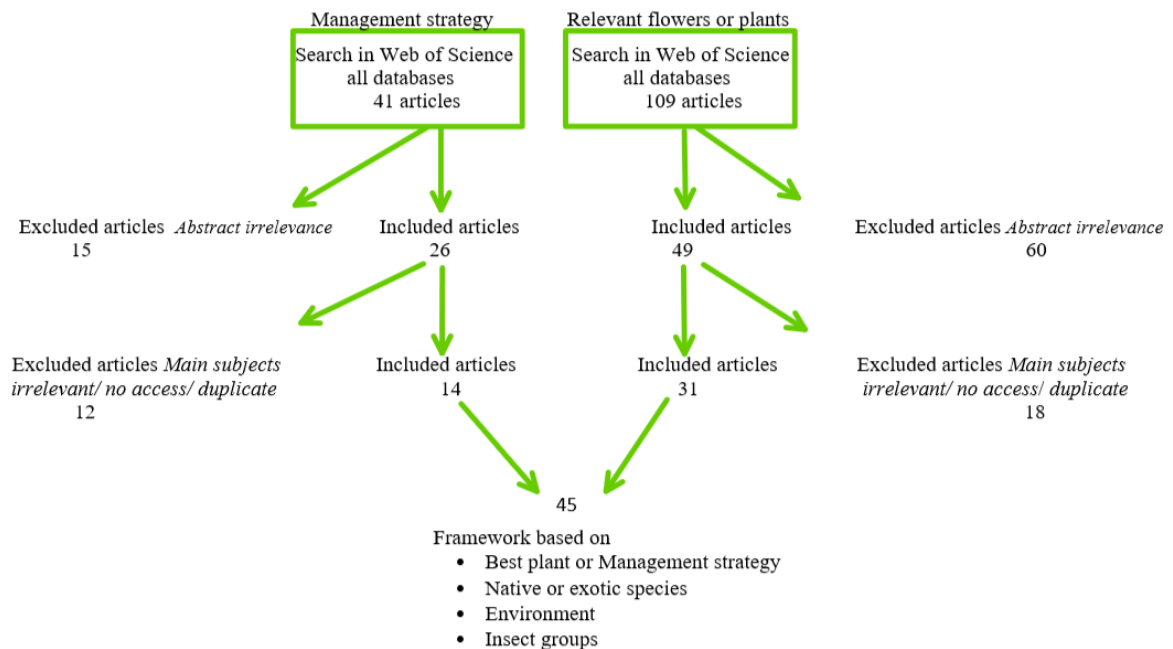 Management strategy
Search in Web of Science
all databases
41 articles
Relevant flowers or plants
Search in Web of Science
all databases
109 articles
Excluded articles Abstract irrelevance
15
Included articles
26
Included articles
49
Excluded articles Abstract irrelevance
60
Excluded articles Main subjects
irrelevant/ no access/ duplicate
12
Included articles
14
Included articles
31
Excluded articles Main subjects
irrelevant/ no access/ duplicate
18
45
Framework based on
• Best plant or Management strategy
• Native or exotic species
• Environment
• Insect groups